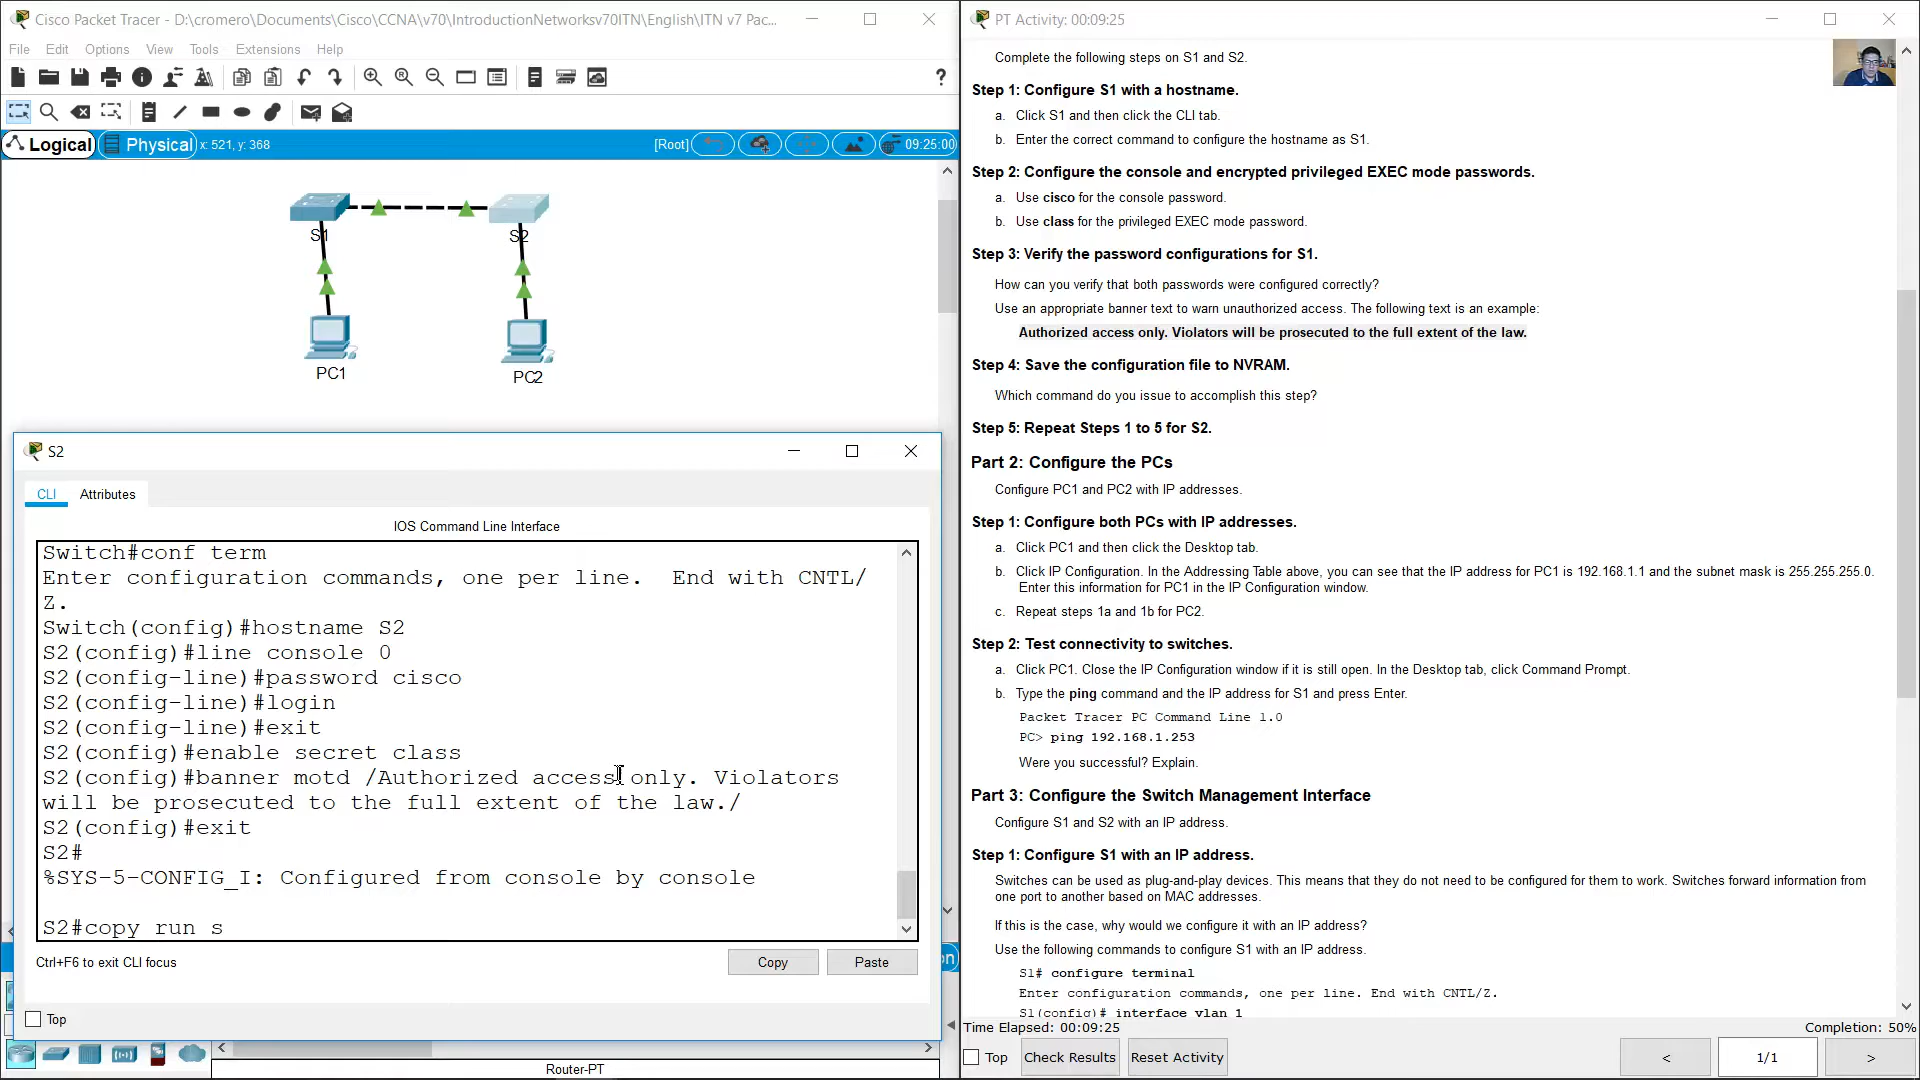 Cisco Packet Tracer - D:\cromero\Documents\Cisco\CCNA\v70\IntroductionNetworksv70ITN\English\ITN v7 Pac...
File Edit Options View Tools Extensions Help
?
Logical Physical x: 521, y: 368
[Root] 09:25:00
S1
S2
PC1
PC2
S2
CLI Attributes
IOS Command Line Interface
Switch#conf term
Enter configuration commands, one per line.  End with CNTL/
Z.
Switch(config)#hostname S2
S2(config)#line console 0
S2(config-line)#password cisco
S2(config-line)#login
S2(config-line)#exit
S2(config)#enable secret class
S2(config)#banner motd /Authorized access only. Violators
will be prosecuted to the full extent of the law./
S2(config)#exit
S2#
%SYS-5-CONFIG_I: Configured from console by console
S2#copy run s
Ctrl+F6 to exit CLI focus
Copy
Paste
Top
Router-PT
PT Activity: 00:09:25
Complete the following steps on S1 and S2.
Step 1: Configure S1 with a hostname.
a. Click S1 and then click the CLI tab.
b. Enter the correct command to configure the hostname as S1.
Step 2: Configure the console and encrypted privileged EXEC mode passwords.
a. Use cisco for the console password.
b. Use class for the privileged EXEC mode password.
Step 3: Verify the password configurations for S1.
How can you verify that both passwords were configured correctly?
Use an appropriate banner text to warn unauthorized access. The following text is an example:
Authorized access only. Violators will be prosecuted to the full extent of the law.
Step 4: Save the configuration file to NVRAM.
Which command do you issue to accomplish this step?
Step 5: Repeat Steps 1 to 5 for S2.
Part 2: Configure the PCs
Configure PC1 and PC2 with IP addresses.
Step 1: Configure both PCs with IP addresses.
a. Click PC1 and then click the Desktop tab.
b. Click IP Configuration. In the Addressing Table above, you can see that the IP address for PC1 is 192.168.1.1 and the subnet mask is 255.255.255.0.
Enter this information for PC1 in the IP Configuration window.
c. Repeat steps 1a and 1b for PC2.
Step 2: Test connectivity to switches.
a. Click PC1. Close the IP Configuration window if it is still open. In the Desktop tab, click Command Prompt.
b. Type the ping command and the IP address for S1 and press Enter.
Packet Tracer PC Command Line 1.0
PC> ping 192.168.1.253
Were you successful? Explain.
Part 3: Configure the Switch Management Interface
Configure S1 and S2 with an IP address.
Step 1: Configure S1 with an IP address.
Switches can be used as plug-and-play devices. This means that they do not need to be configured for them to work. Switches forward information from
one port to another based on MAC addresses.
If this is the case, why would we configure it with an IP address?
Use the following commands to configure S1 with an IP address.
S1# configure terminal
Enter configuration commands, one per line. End with CNTL/Z.
S1(config)# interface vlan 1
Time Elapsed: 00:09:25 Completion: 50%
Top Check Results Reset Activity < 1/1 >